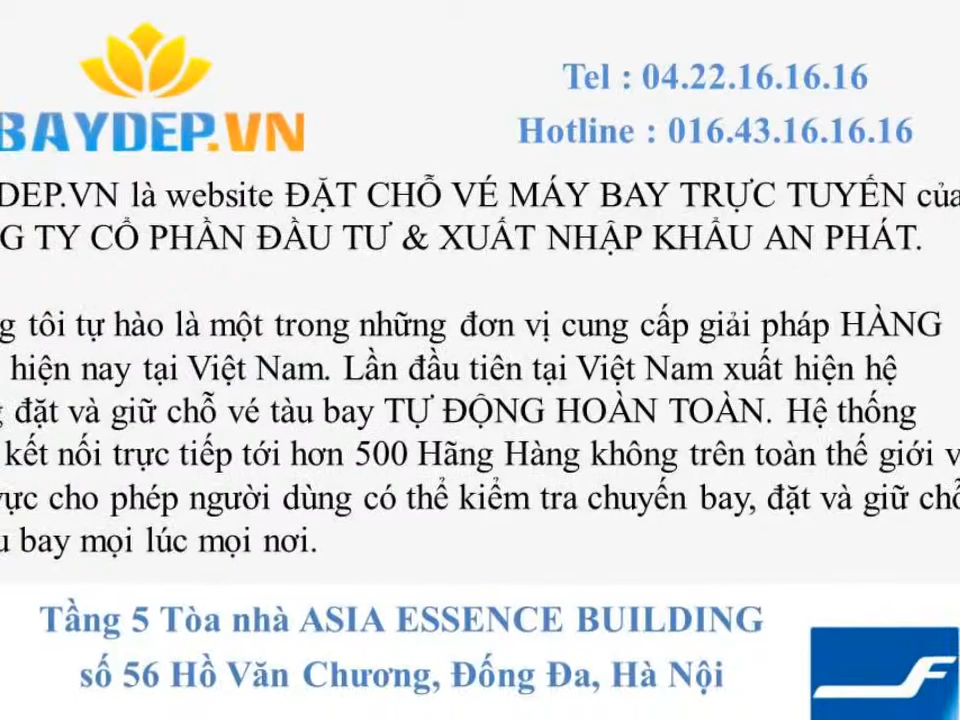 BAYDEP.VN
Tel : 04.22.16.16.16
Hotline : 016.43.16.16.16
DEP.VN là website ĐẶT CHỖ VÉ MÁY BAY TRỰC TUYẾN của
G TY CỔ PHẦN ĐẦU TƯ & XUẤT NHẬP KHẨU AN PHÁT.
g tôi tự hào là một trong những đơn vị cung cấp giải pháp HÀNG
hiện nay tại Việt Nam. Lần đầu tiên tại Việt Nam xuất hiện hệ
g đặt và giữ chỗ vé tàu bay TỰ ĐỘNG HOÀN TOÀN. Hệ thống
kết nối trực tiếp tới hơn 500 Hãng Hàng không trên toàn thế giới v
vực cho phép người dùng có thể kiểm tra chuyến bay, đặt và giữ chỗ
u bay mọi lúc mọi nơi.
Tầng 5 Tòa nhà ASIA ESSENCE BUILDING
số 56 Hồ Văn Chương, Đống Đa, Hà Nội